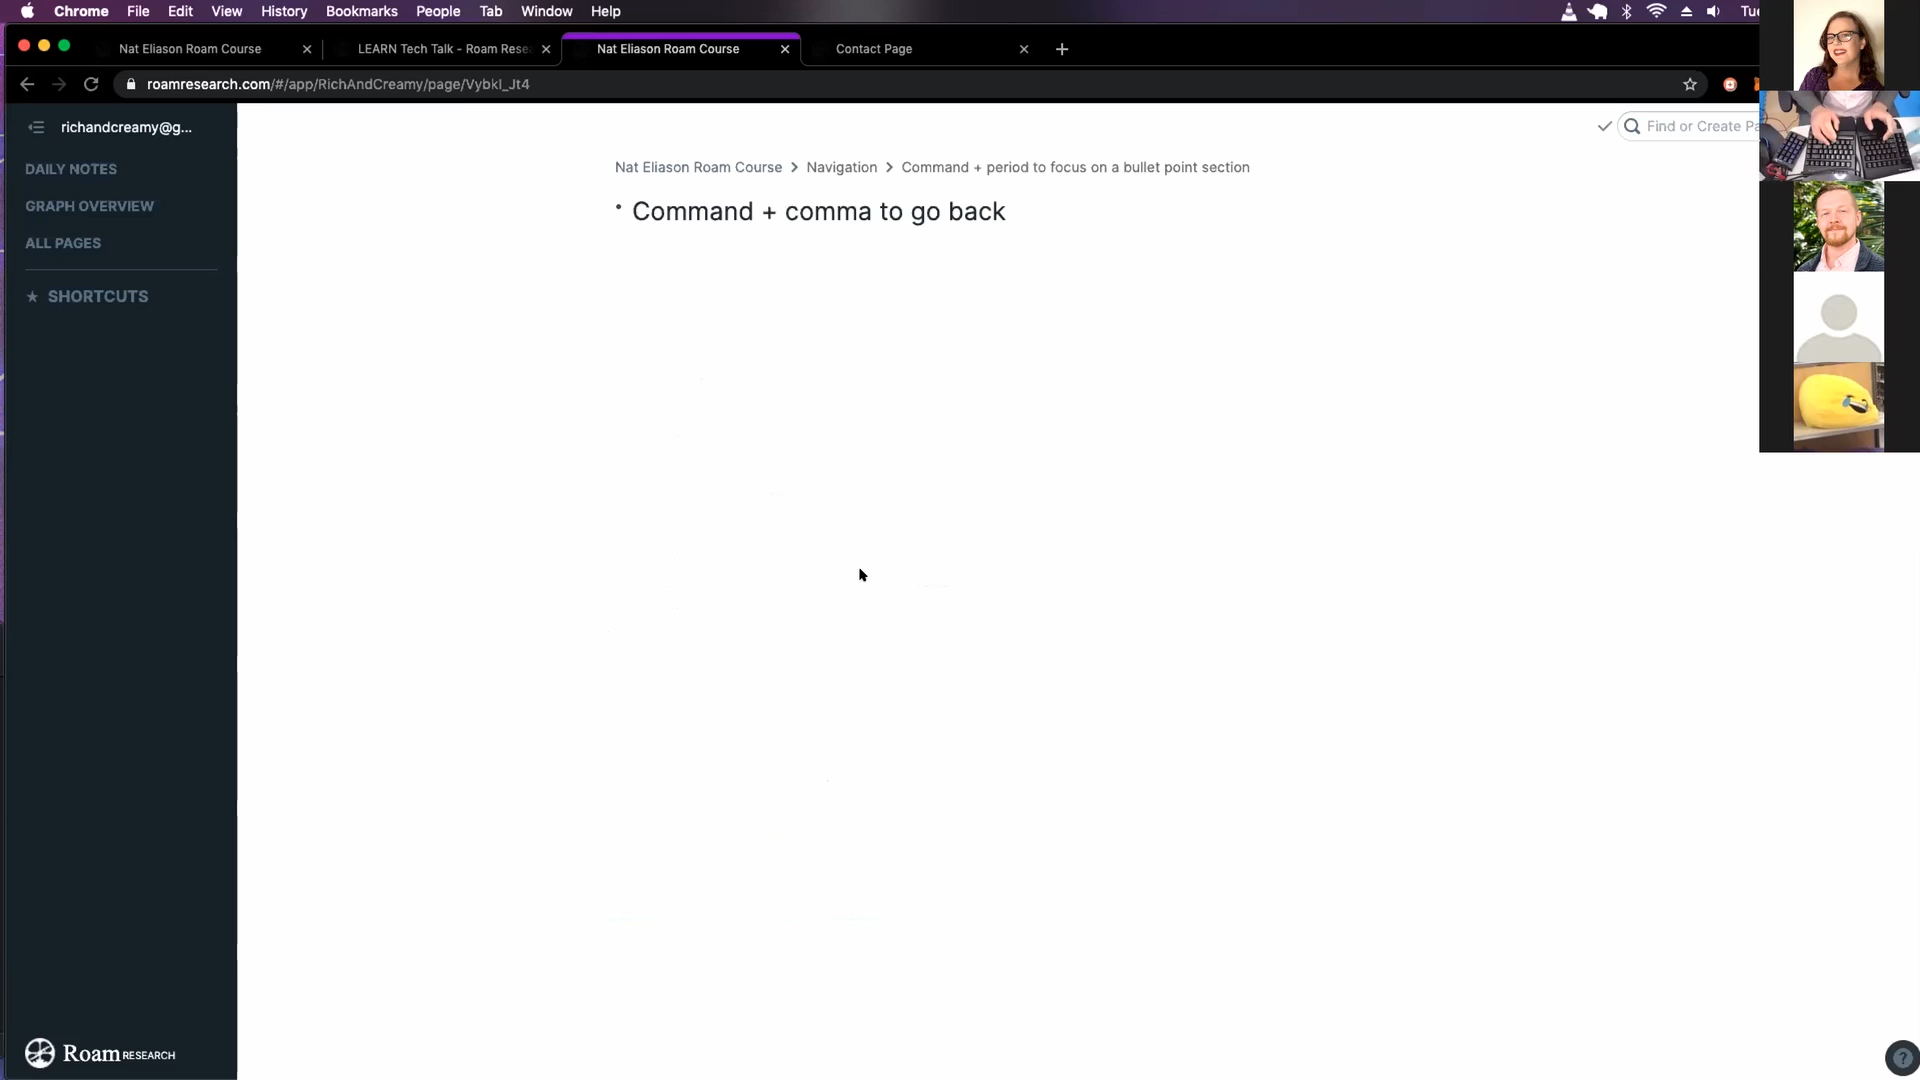 Chrome File Edit View History Bookmarks People Tab Window Help
Tue
Nat Eliason Roam Course
LEARN Tech Talk - Roam Rese
Nat Eliason Roam Course
Contact Page
roamresearch.com/#/app/RichAndCreamy/page/VybkI_Jt4
richandcreamy@g...
Find or Create Pa
DAILY NOTES
GRAPH OVERVIEW
ALL PAGES
SHORTCUTS
Nat Eliason Roam Course > Navigation > Command + period to focus on a bullet point section
• Command + comma to go back
Roam RESEARCH
?